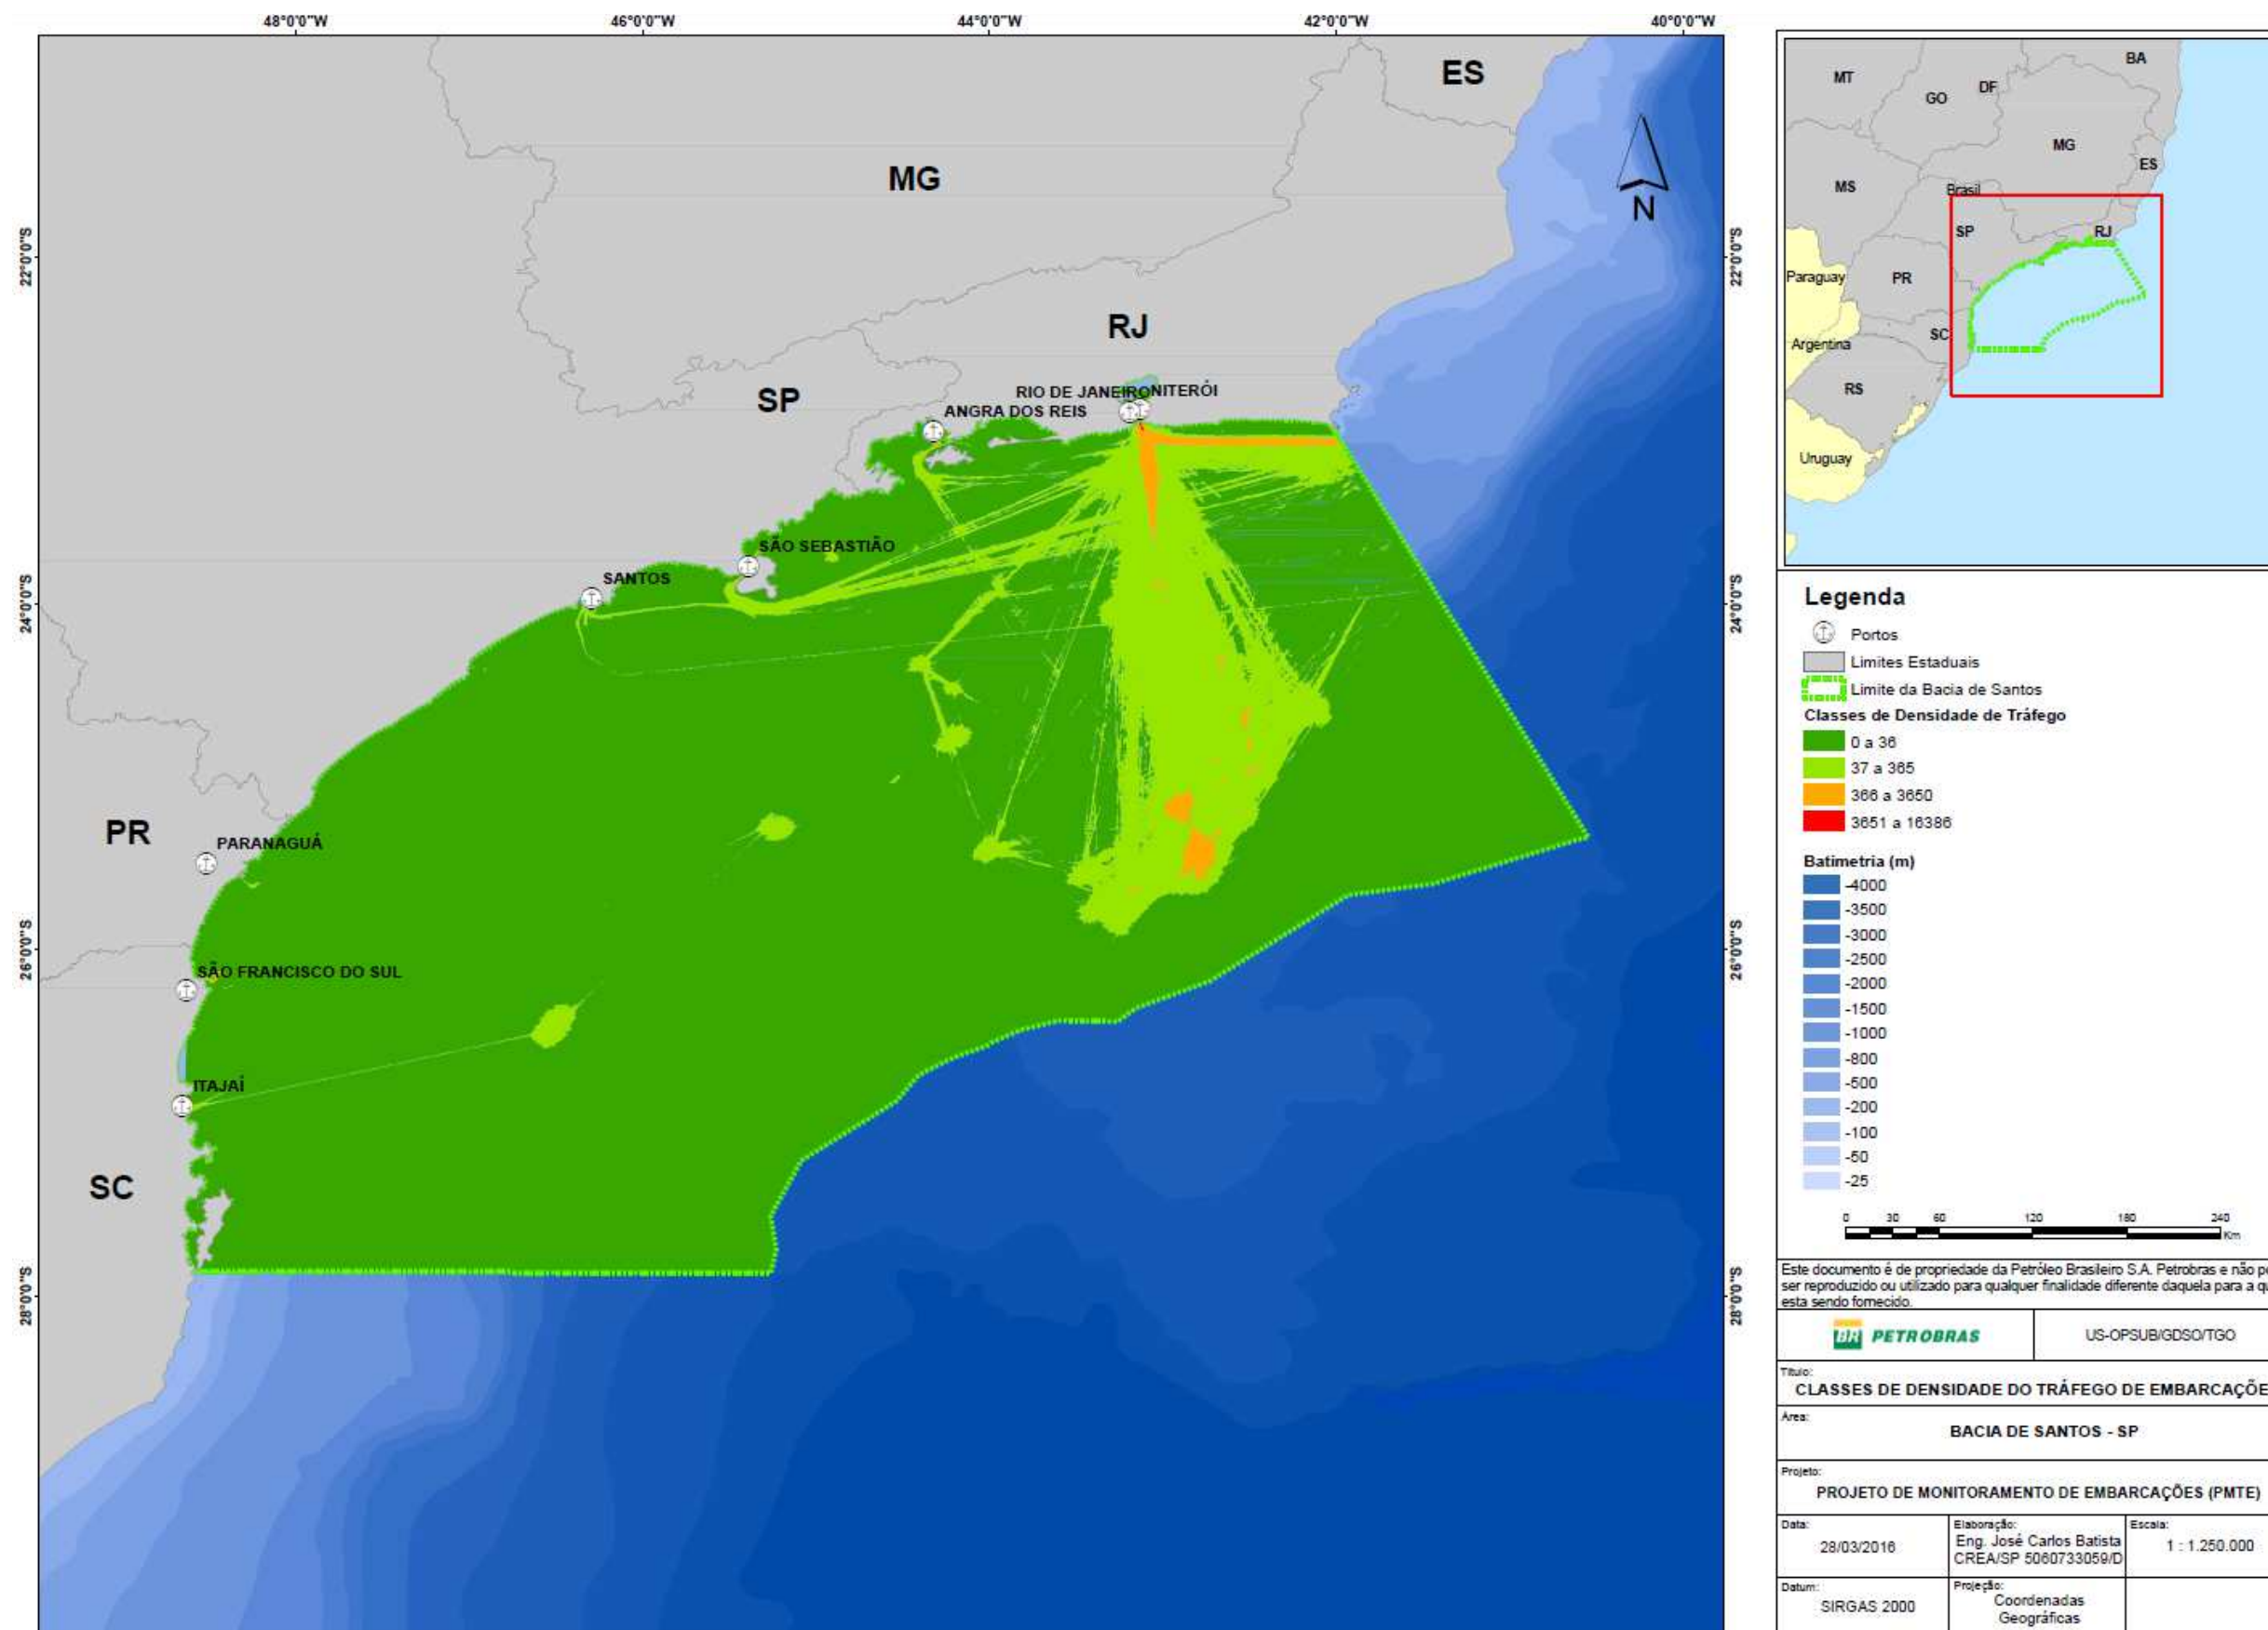 48°0'0"W 46°0'0"W 44°0'0"W 42°0'0"W 40°0'0"W
22°0'0"S
24°0'0"S
26°0'0"S
28°0'0"S
22°0'0"S
24°0'0"S
26°0'0"S
28°0'0"S
ES
MG
N
RJ
SP
RIO DE JANEIRO NITERÓI
ANGRA DOS REIS
SÃO SEBASTIÃO
SANTOS
PR
PARANAGUÁ
SÃO FRANCISCO DO SUL
ITAJAÍ
SC
BA
MT
DF
GO
MG
ES
MS
Brasil
SP
RJ
Paraguay
PR
SC
Argentina
RS
Uruguay
Legenda
Portos
Limites Estaduais
Limite da Bacia de Santos
Classes de Densidade de Tráfego
0 a 36
37 a 365
366 a 3650
3651 a 16386
Batimetria (m)
-4000
-3500
-3000
-2500
-2000
-1500
-1000
-800
-500
-200
-100
-50
-25
0 30 60 120 180 240
Km
Este documento é de propriedade da Petróleo Brasileiro S.A. Petrobras e não
ser reproduzido ou utilizado para qualquer finalidade diferente daquela para a
esta sendo fornecido.
BR PETROBRAS
US-OPSUB/GDSO/TGO
Título:
CLASSES DE DENSIDADE DO TRÁFEGO DE EMBARCAÇÕE
Área:
BACIA DE SANTOS - SP
Projeto:
PROJETO DE MONITORAMENTO DE EMBARCAÇÕES (PMTE)
Data:
28/03/2016
Elaboração:
Eng. José Carlos Batista
CREA/SP 5060733059/D
Escala:
1 : 1.250.000
Datum:
SIRGAS 2000
Projeção:
Coordenadas
Geográficas